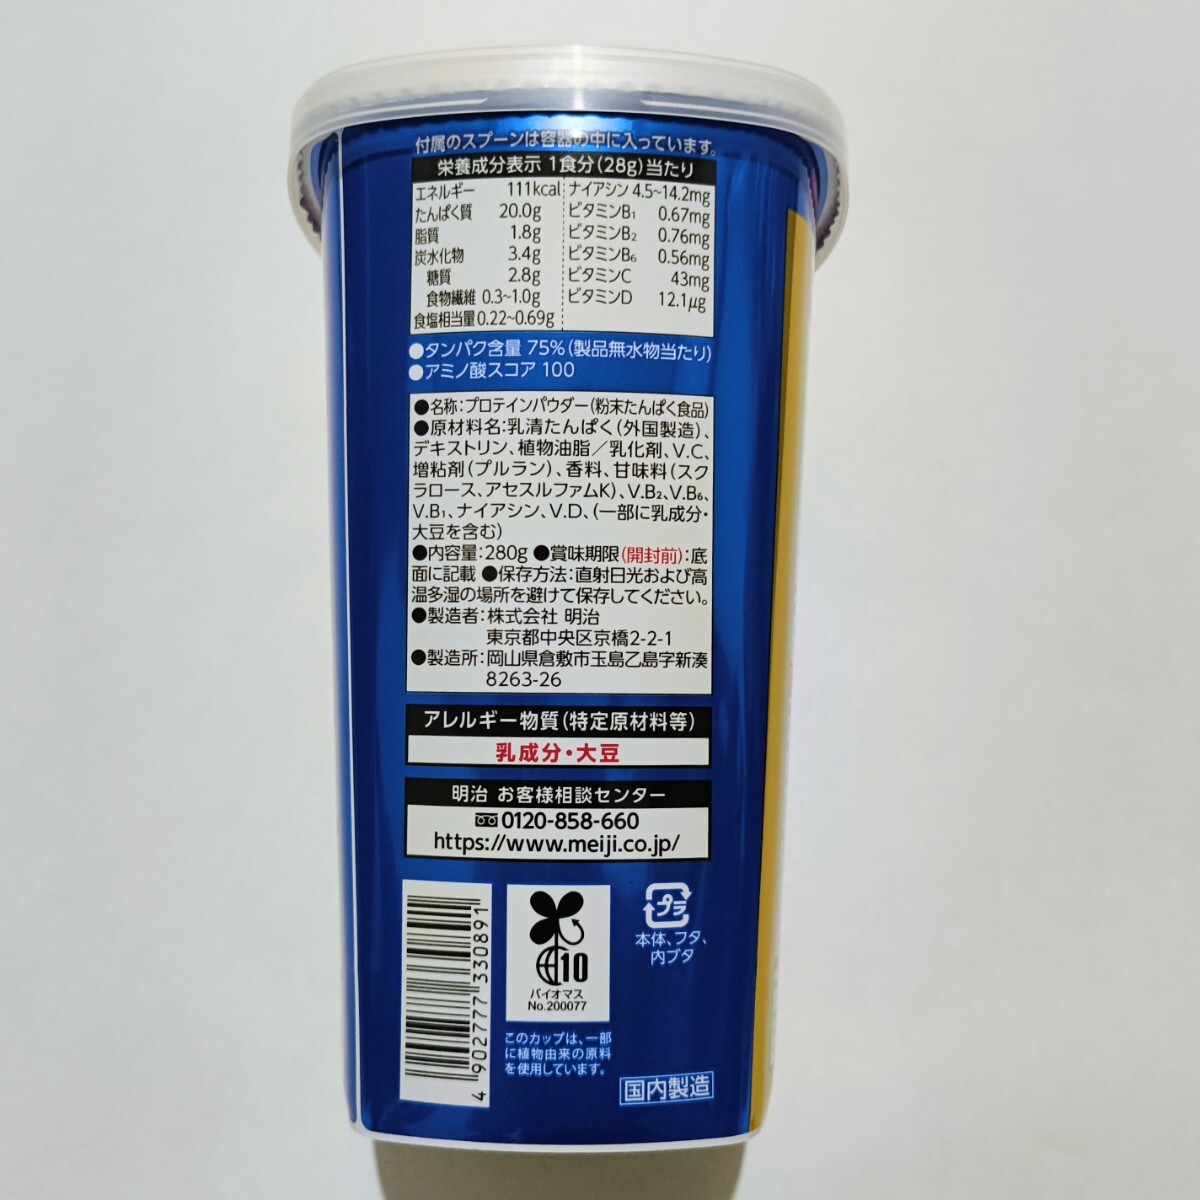 付属のスプーンは容器の中に入っています。
栄養成分表示 1食分(28g)当たり
エネルギー 111kcal
たんぱく質 20.0g
脂質 1.8g
炭水化物 3.4g
糖質 2.8g
食物繊維 0.3~1.0g
食塩相当量 0.22~0.69g
ナイアシン 4.5~14.2mg
ビタミンB₁ 0.67mg
ビタミンB₂ 0.76mg
ビタミンB₆ 0.56mg
ビタミンC 43mg
ビタミンD 12.1μg
●タンパク含量 75%(製品無水物当たり)
●アミノ酸スコア 100
●名称:プロテインパウダー(粉末たんぱく食品)
●原材料名:乳清たんぱく(外国製造)、
デキストリン、植物油脂/乳化剤、V.C、
増粘剤(プルラン)、香料、甘味料(スク
ラロース、アセスルファムK)、V.B₂、V.B₆、
V.B₁、ナイアシン、V.D、(一部に乳成分・
大豆を含む)
●内容量:280g ●賞味期限(開封前):底
面に記載 ●保存方法:直射日光および高
温多湿の場所を避けて保存してください。
●製造者:株式会社 明治
東京都中央区京橋2-2-1
●製造所:岡山県倉敷市玉島乙島字新湊
8263-26
アレルギー物質(特定原材料等)
乳成分・大豆
明治 お客様相談センター
0120-858-660
https://www.meiji.co.jp/
4 902777 330891
10
バイオマス
No.200077
このカップは、一部
に植物由来の原料
を使用しています。
プラ
本体、フタ、
内ブタ
国内製造